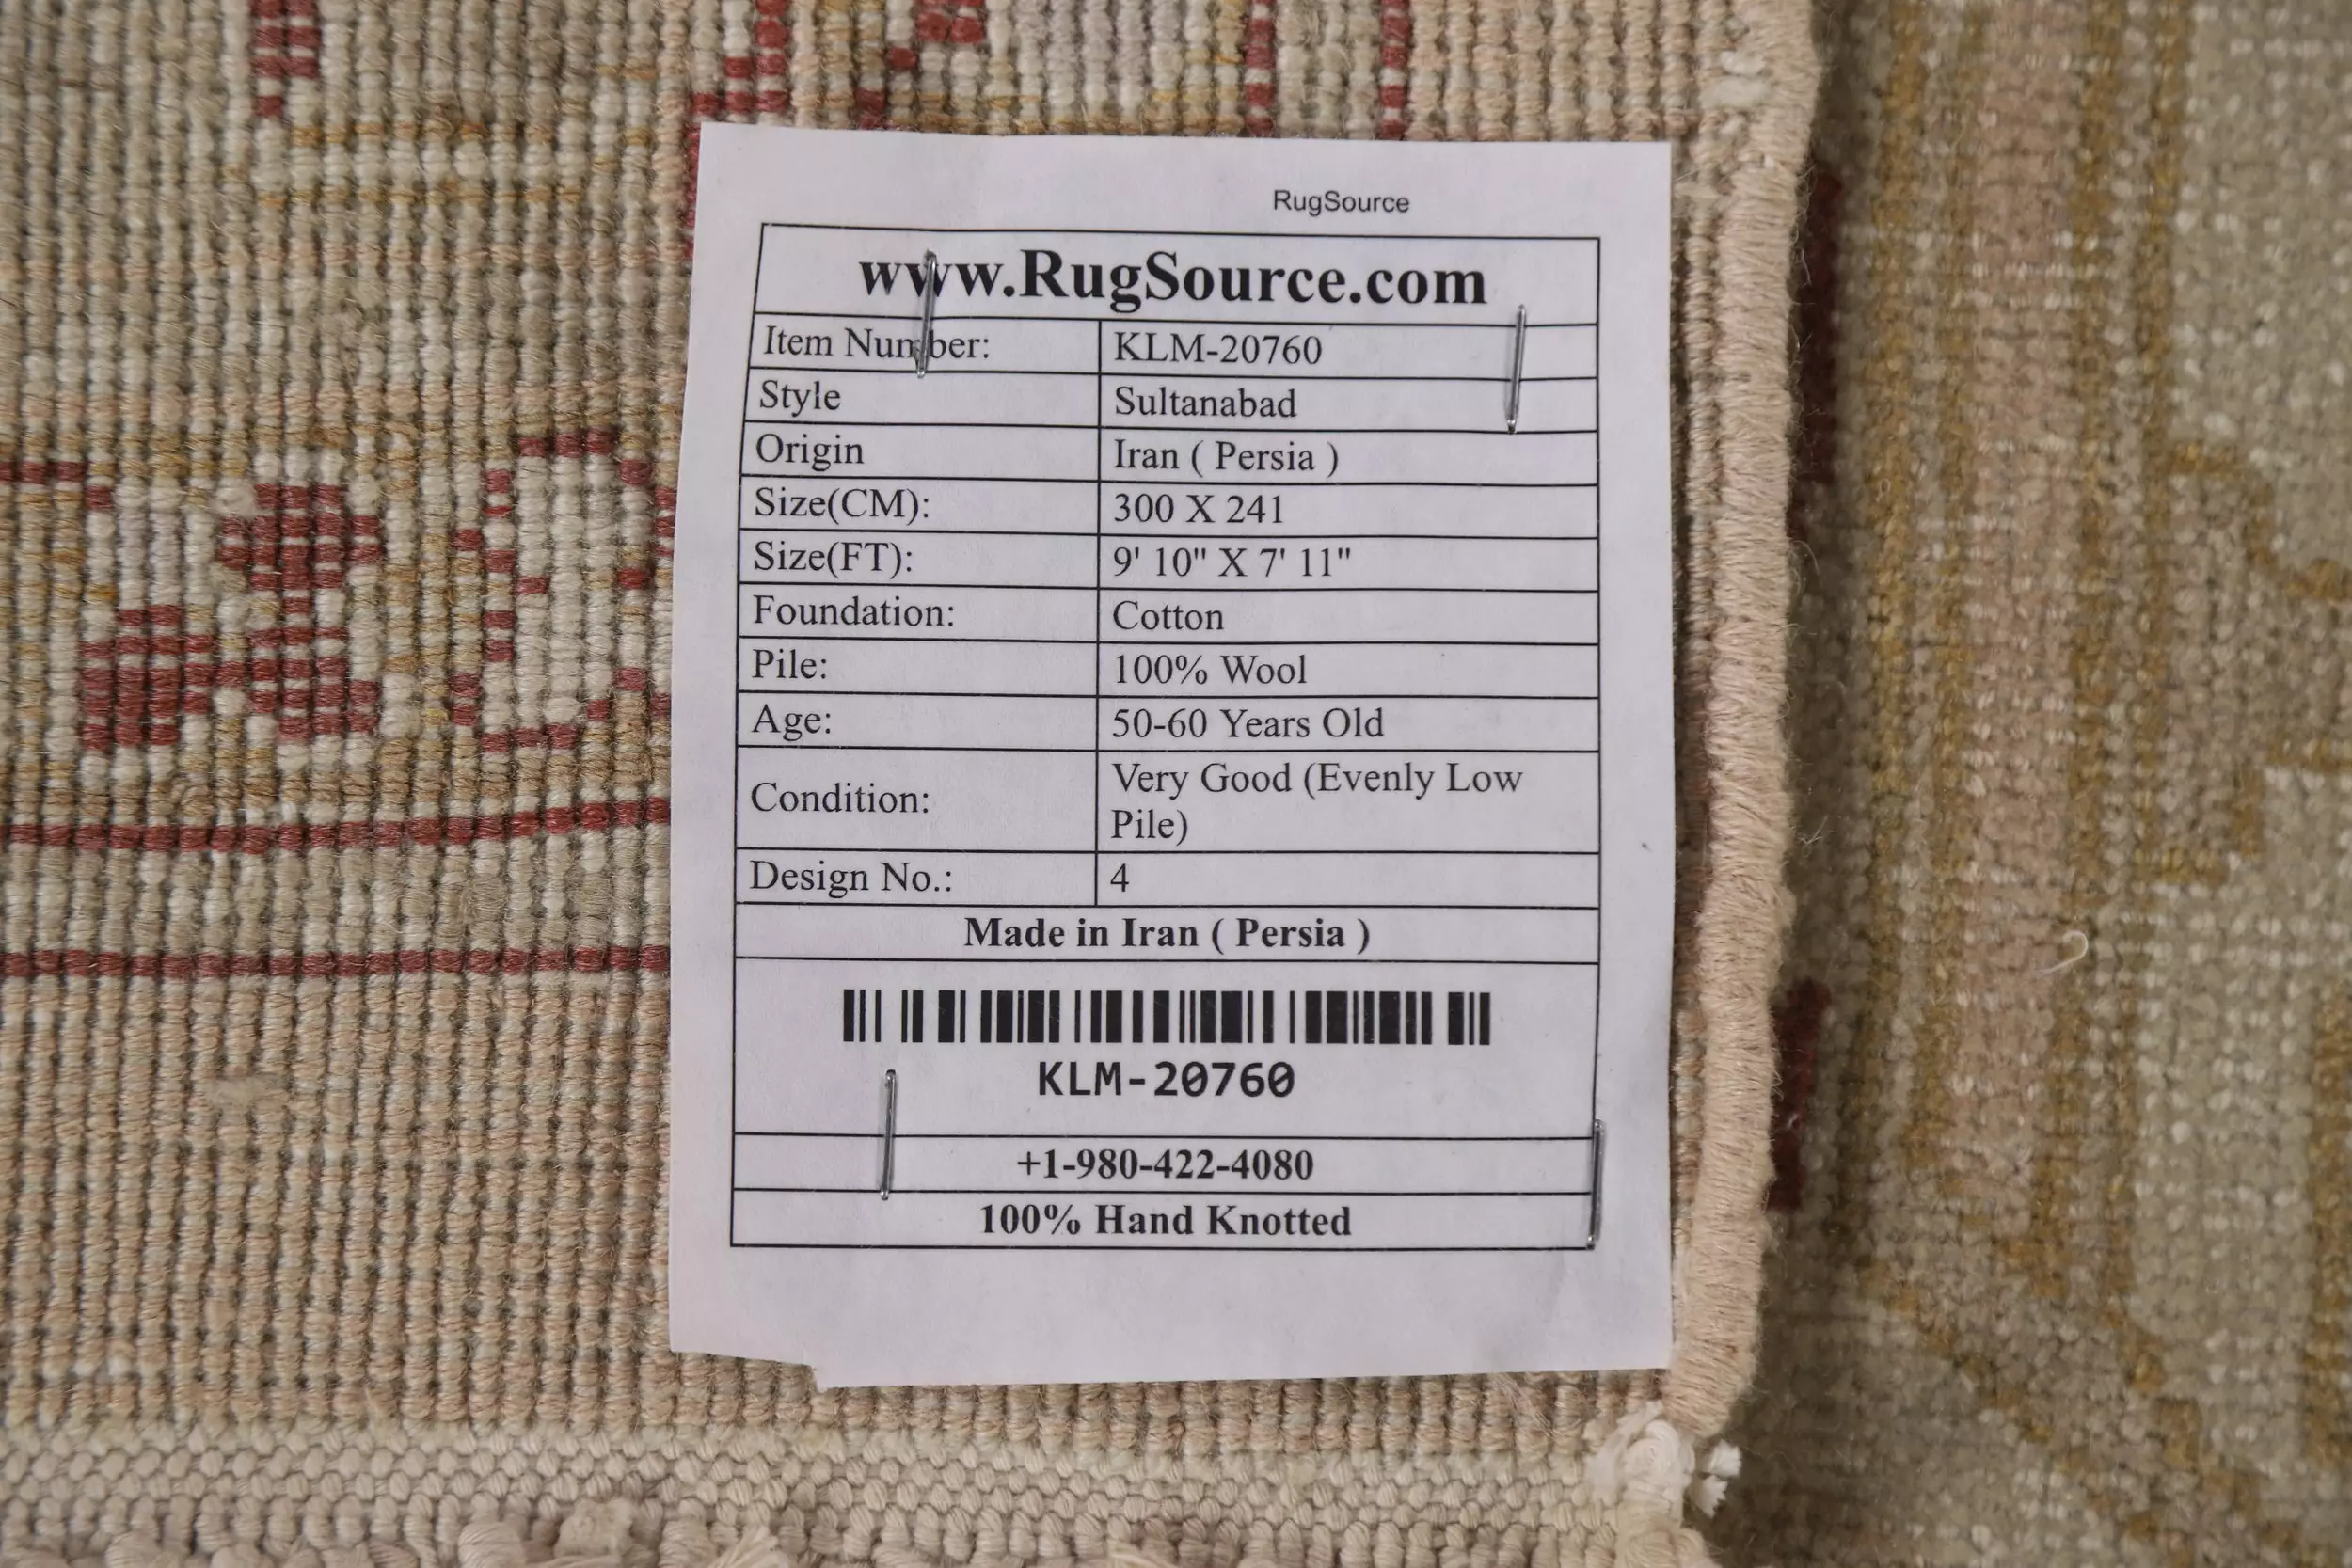 RugSource
www.RugSource.com
Item Number: KLM-20760
Style Sultanabad
Origin Iran ( Persia )
Size(CM): 300 X 241
Size(FT): 9' 10" X 7' 11"
Foundation: Cotton
Pile: 100% Wool
Age: 50-60 Years Old
Condition: Very Good (Evenly Low
Pile)
Design No.: 4
Made in Iran ( Persia )
KLM-20760
+1-980-422-4080
100% Hand Knotted